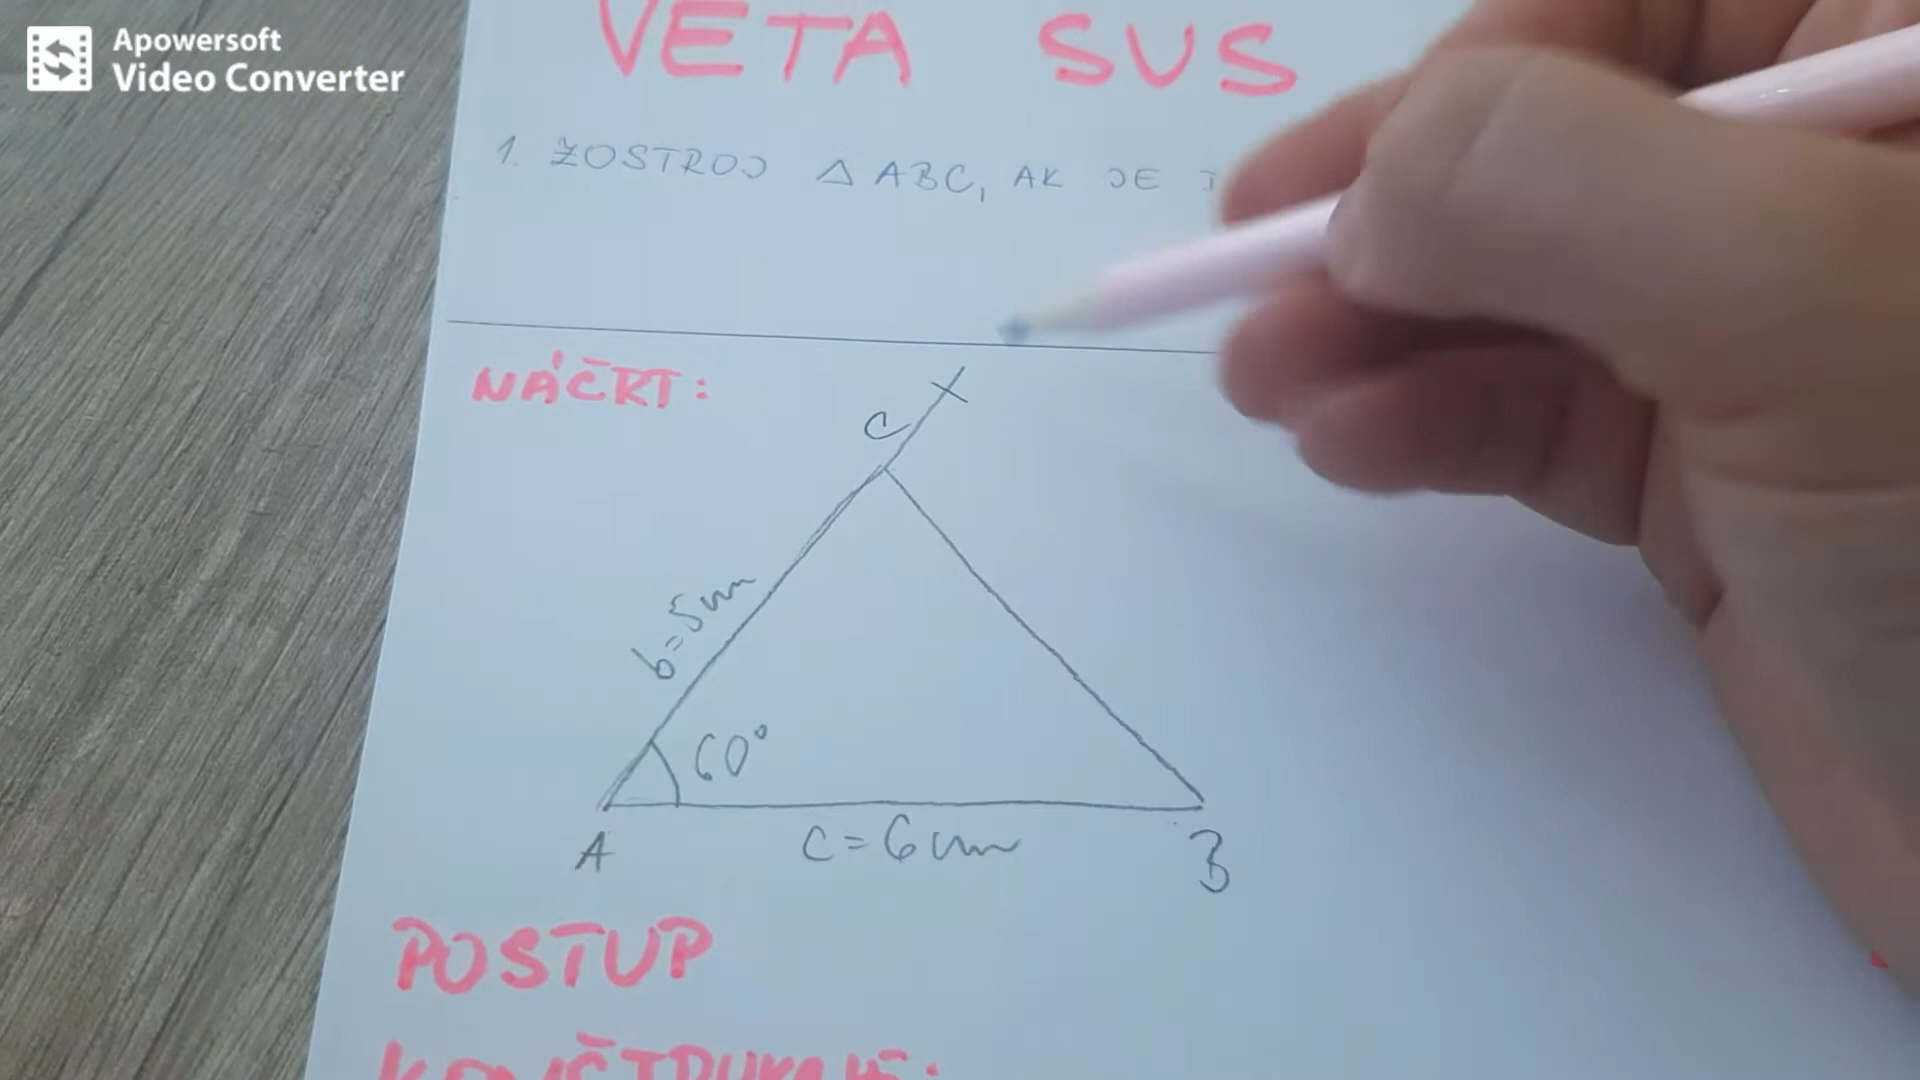 Apowersoft
Video Converter
VETA SUS
1. ZOSTROJ △ ABC, AK JE
NÁČRT:
C
b=5cm
60°
A
c=6cm
B
POSTUP